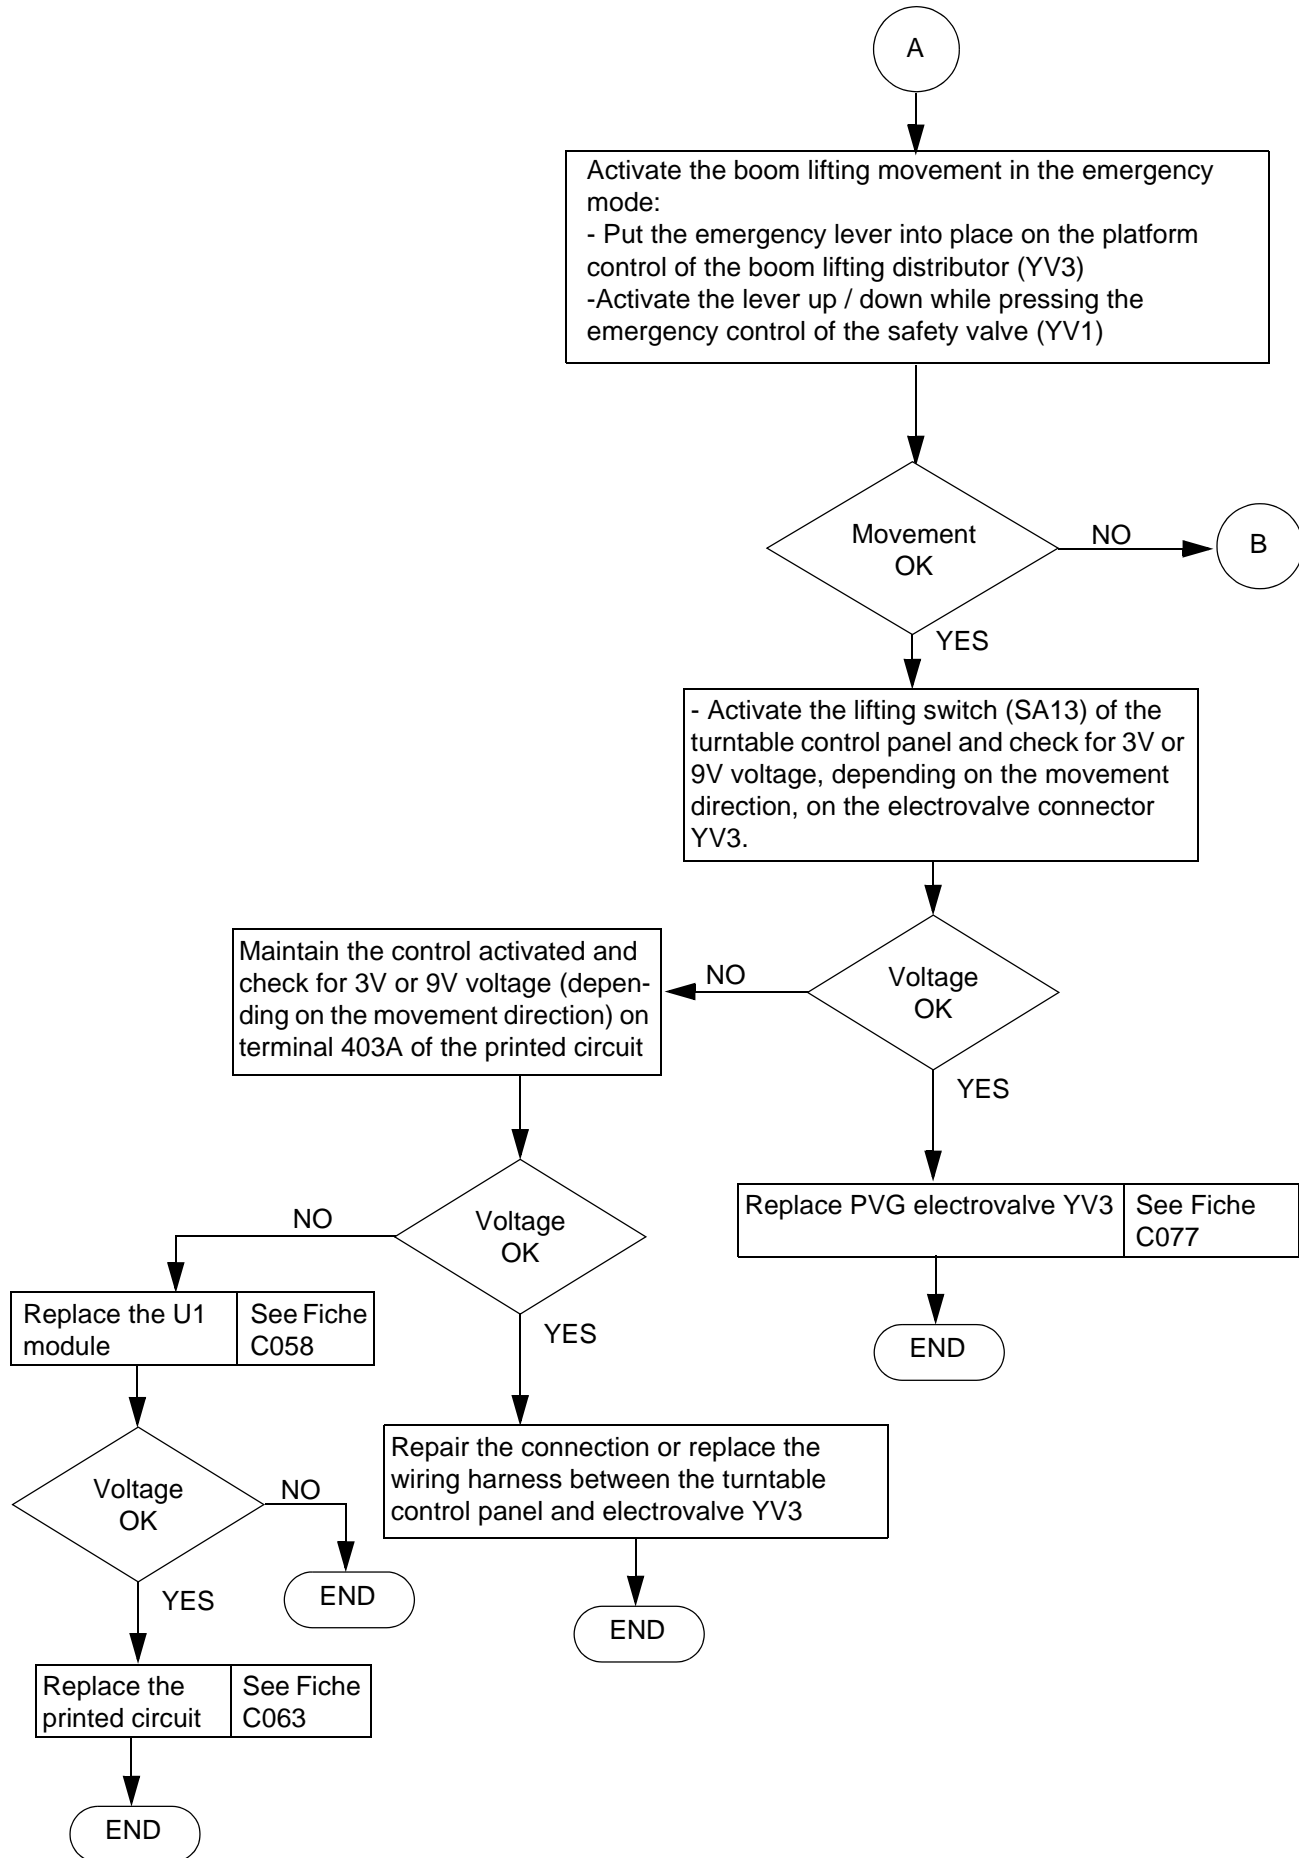 A
Activate the boom lifting movement in the emergency
mode:
- Put the emergency lever into place on the platform
control of the boom lifting distributor (YV3)
-Activate the lever up / down while pressing the
emergency control of the safety valve (YV1)
Movement
OK
NO
B
YES
- Activate the lifting switch (SA13) of the
turntable control panel and check for 3V or
9V voltage, depending on the movement
direction, on the electrovalve connector
YV3.
Voltage
OK
NO
Maintain the control activated and
check for 3V or 9V voltage (depen-
ding on the movement direction) on
terminal 403A of the printed circuit
YES
Replace PVG electrovalve YV3
See Fiche
C077
END
Voltage
OK
NO
Replace the U1
module
See Fiche
C058
YES
Repair the connection or replace the
wiring harness between the turntable
control panel and electrovalve YV3
END
Voltage
OK
NO
END
YES
Replace the
printed circuit
See Fiche
C063
END